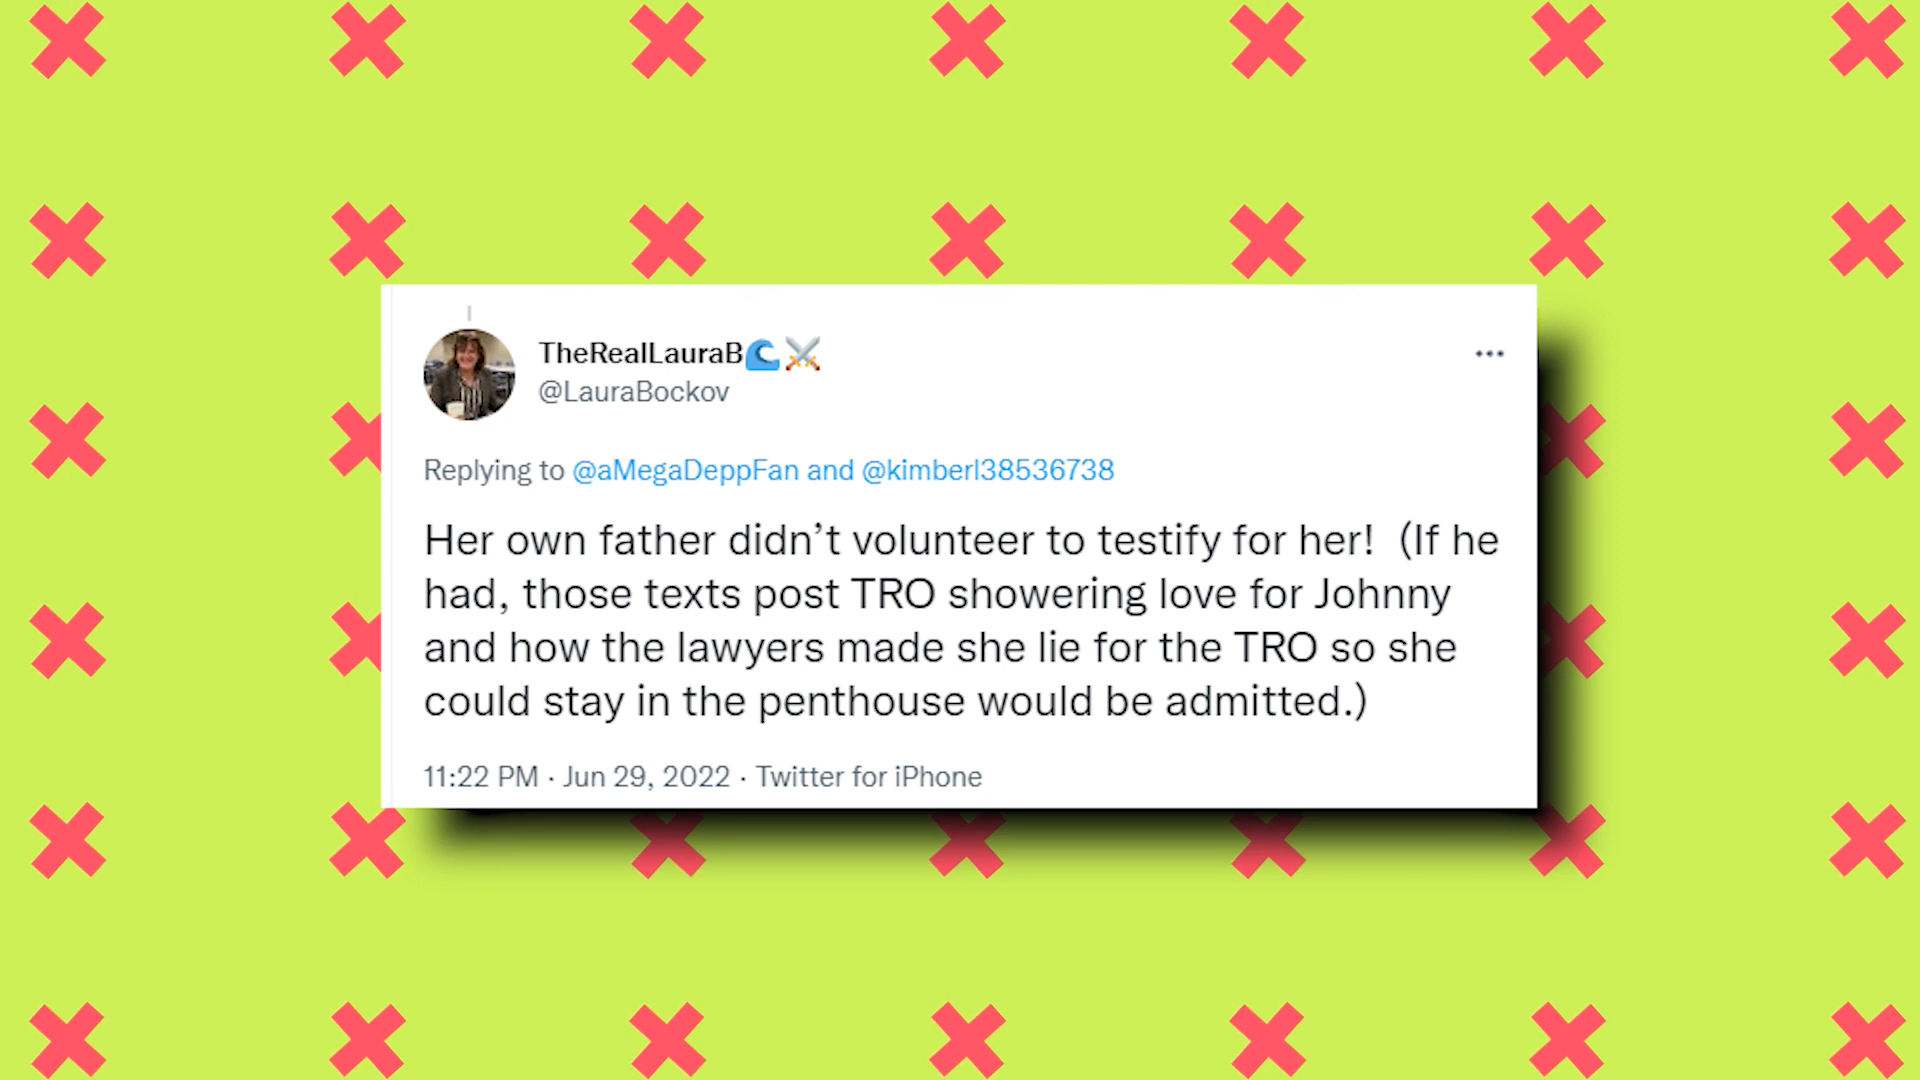 TheRealLauraB🌊⚔️
@LauraBockov
Replying to @aMegaDeppFan and @kimberl38536738
Her own father didn’t volunteer to testify for her!  (If he
had, those texts post TRO showering love for Johnny
and how the lawyers made she lie for the TRO so she
could stay in the penthouse would be admitted.)
11:22 PM · Jun 29, 2022 · Twitter for iPhone